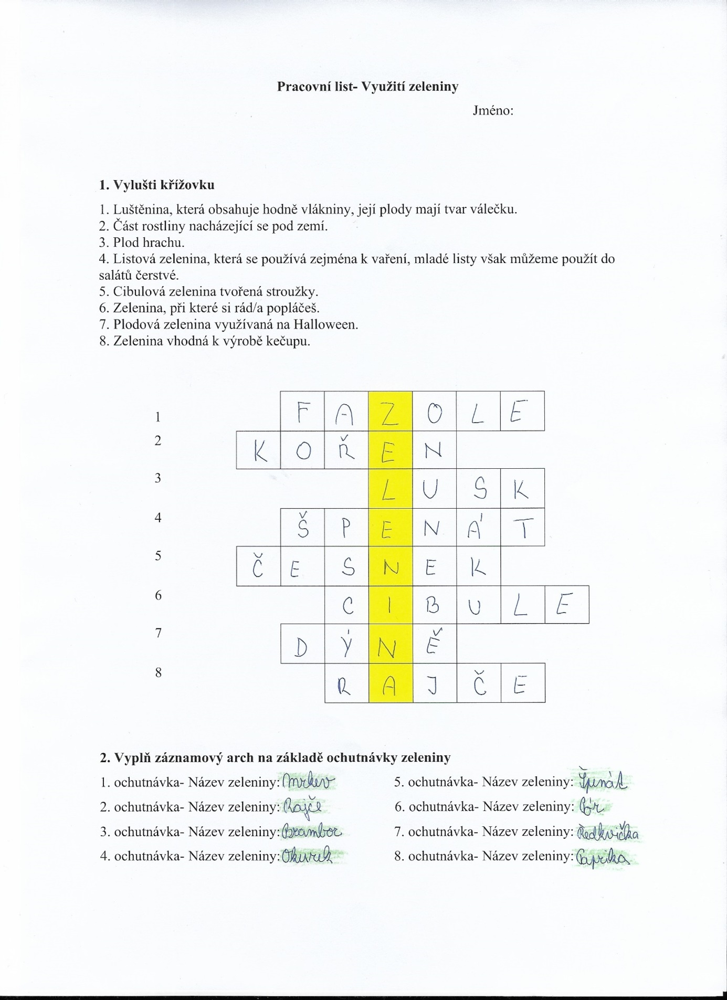 Pracovní list- Využití zeleniny
Jméno:
1. Vylušti křížovku
1. Luštěnina, která obsahuje hodně vlákniny, její plody mají tvar válečku.
2. Část rostliny nacházející se pod zemí.
3. Plod hrachu.
4. Listová zelenina, která se používá zejména k vaření, mladé listy však můžeme použít do
salátů čerstvé.
5. Cibulová zelenina tvořená stroužky.
6. Zelenina, při které si rád/a popláčeš.
7. Plodová zelenina využívaná na Halloween.
8. Zelenina vhodná k výrobě kečupu.
1 F A Z O L E
2 K O Ř E N
3 L U S K
4 Š P E N Á T
5 Č E S N E K
6 C I B U L E
7 D Ý N Ě
8 R A J Č E
2. Vyplň záznamový arch na základě ochutnávky zeleniny
1. ochutnávka- Název zeleniny: Mrkev
2. ochutnávka- Název zeleniny: Rajče
3. ochutnávka- Název zeleniny: Brambor
4. ochutnávka- Název zeleniny: Okurek
5. ochutnávka- Název zeleniny: Špenát
6. ochutnávka- Název zeleniny: Pór
7. ochutnávka- Název zeleniny: Ředkvička
8. ochutnávka- Název zeleniny: Paprika